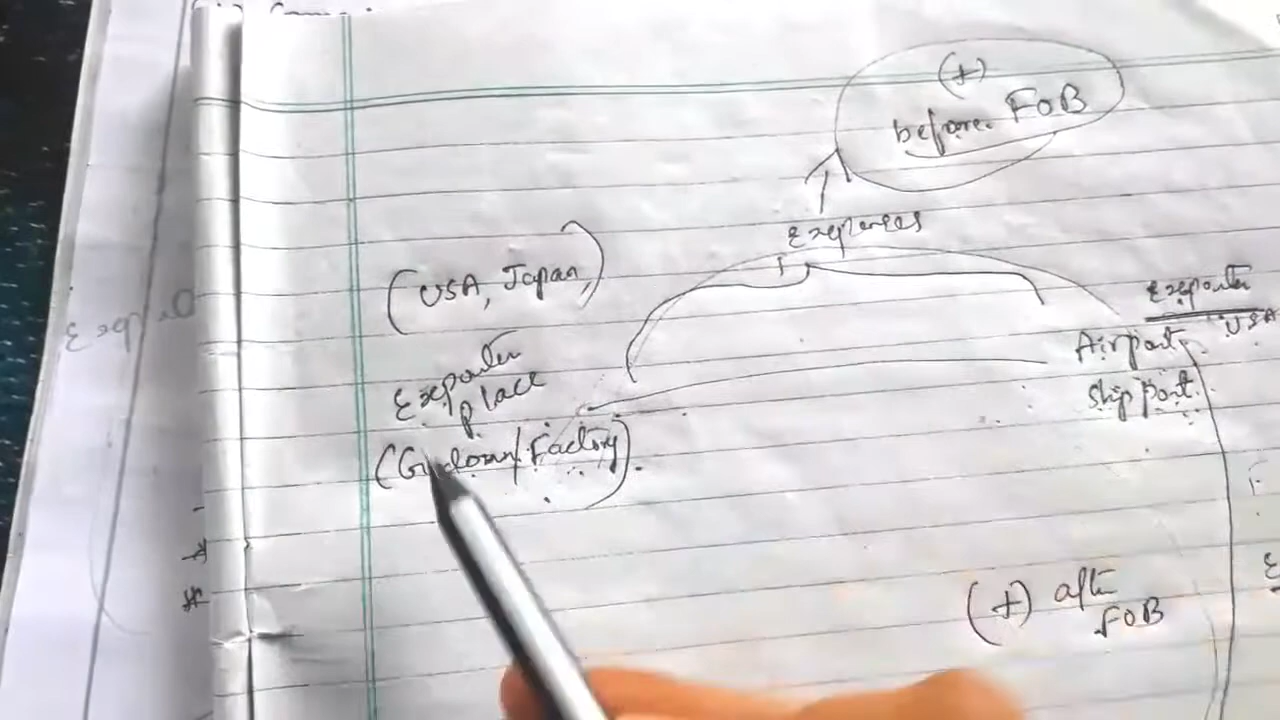 (+)
before FOB
Expenses
(USA, Japan,)
Exporter
USA
Exporter
place
Airport
Ship port
(Godown/Factory)
(+) after
FOB